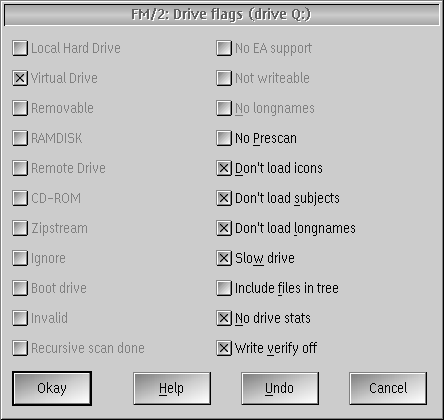 FM/2: Drive flags (drive Q:)
Local Hard Drive
Virtual Drive
Removable
RAMDISK
Remote Drive
CD-ROM
Zipstream
Ignore
Boot drive
Invalid
Recursive scan done
No EA support
Not writeable
No longnames
No Prescan
Don't load icons
Don't load subjects
Don't load longnames
Slow drive
Include files in tree
No drive stats
Write verify off
Okay
Help
Undo
Cancel